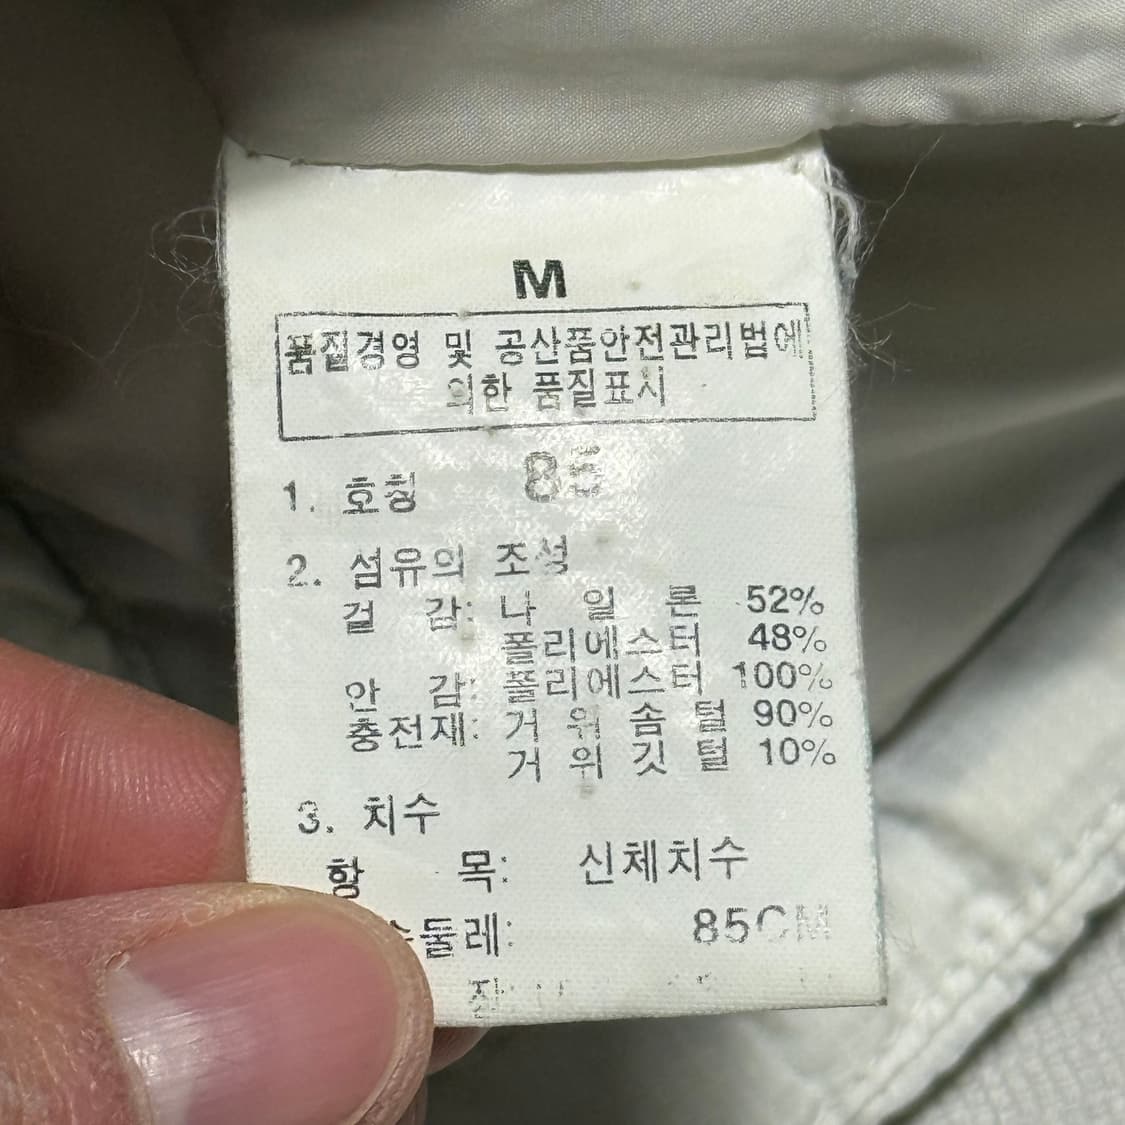 M
품질경영 및 공산품안전관리법에
의한 품질표시
1. 호칭 85
2. 섬유의 조성
겉 감: 나 일 론 52%
폴리에스터 48%
안 감: 폴리에스터 100%
충전재: 거 위 솜 털 90%
거 위 깃 털 10%
3. 치수
항 목: 신체치수
둘레: 85CM